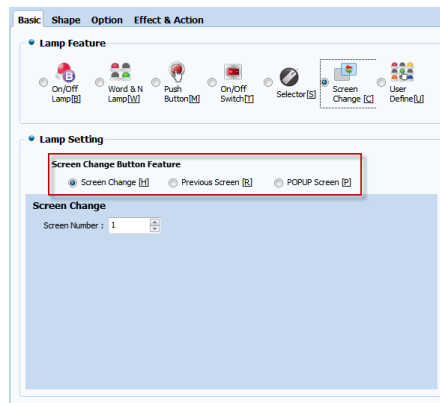 Basic Shape Option Effect & Action
Lamp Feature
On/Off Lamp[B]
Word & N Lamp[W]
Push Button[M]
On/Off Switch[T]
Selector[S]
Screen Change [C]
User Define[U]
Lamp Setting
Screen Change Button Feature
Screen Change [H] Previous Screen [R] POPUP Screen [P]
Screen Change
Screen Number : 1